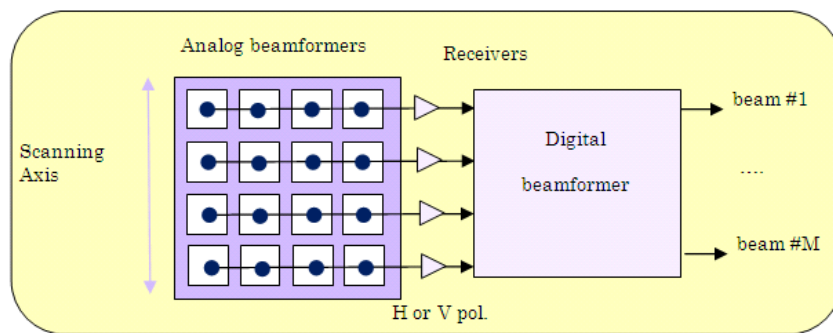 Analog beamformers
Receivers
Scanning
Axis
Digital
beamformer
beam #1
....
beam #M
H or V pol.